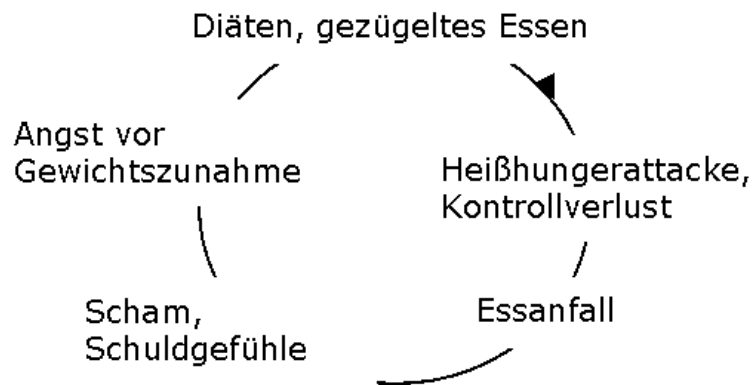 Diäten, gezügeltes Essen
Angst vor
Gewichtszunahme
Heißhungerattacke,
Kontrollverlust
Essanfall
Scham,
Schuldgefühle